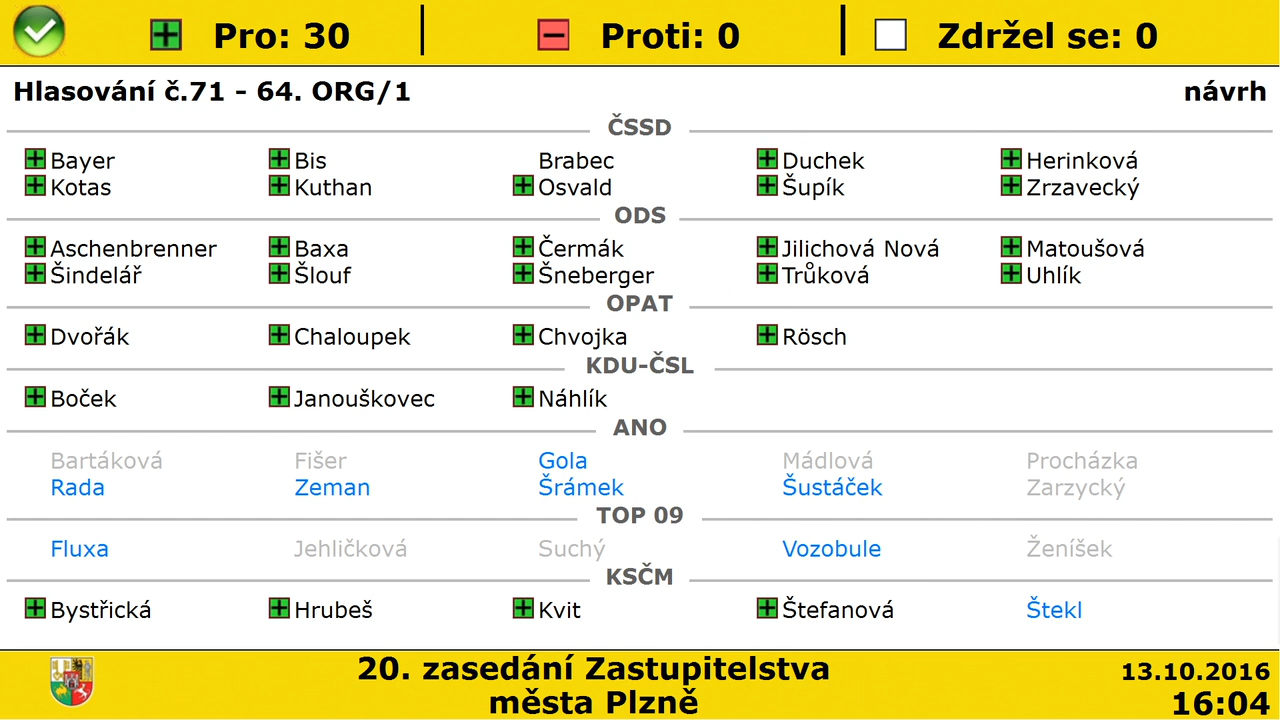 Pro: 30 Proti: 0 Zdržel se: 0
Hlasování č.71 - 64. ORG/1 návrh
ČSSD
Bayer Bis Brabec Duchek Herinková
Kotas Kuthan Osvald Šupík Zrzavecký
ODS
Aschenbrenner Baxa Čermák Jilichová Nová Matoušová
Šindelář Šlouf Šneberger Trůková Uhlík
OPAT
Dvořák Chaloupek Chvojka Rösch
KDU-ČSL
Boček Janouškovec Náhlík
ANO
Bartáková Fišer Gola Mádlová Procházka
Rada Zeman Šrámek Šustáček Zarzycký
TOP 09
Fluxa Jehličková Suchý Vozobule Ženíšek
KSČM
Bystřická Hrubeš Kvit Štefanová Štekl
20. zasedání Zastupitelstva
města Plzně
13.10.2016
16:04